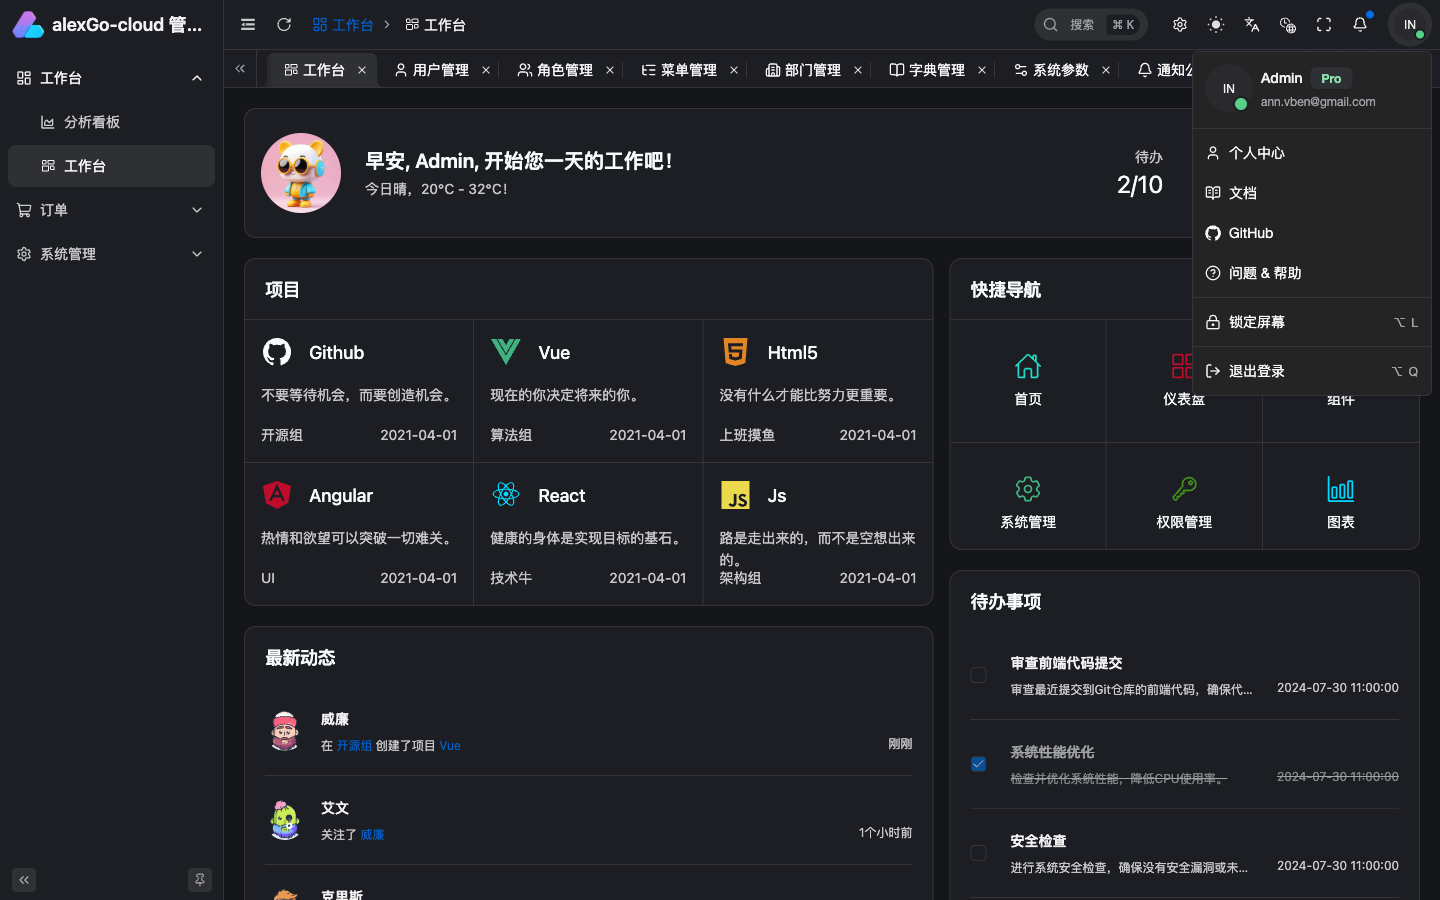 alexGo-cloud 管...
工作台
分析看板
工作台
订单
系统管理
工作台
工作台
搜索
⌘ K
IN
工作台
用户管理
角色管理
菜单管理
部门管理
字典管理
系统参数
IN
Admin
Pro
ann.vben@gmail.com
个人中心
文档
GitHub
问题 & 帮助
锁定屏幕
⌥ L
退出登录
⌥ Q
早安, Admin, 开始您一天的工作吧！
今日晴，20℃ - 32℃！
待办
2/10
项目
Github
不要等待机会，而要创造机会。
开源组
2021-04-01
Vue
现在的你决定将来的你。
算法组
2021-04-01
Html5
没有什么才能比努力更重要。
上班摸鱼
2021-04-01
Angular
热情和欲望可以突破一切难关。
UI
2021-04-01
React
健康的身体是实现目标的基石。
技术牛
2021-04-01
Js
路是走出来的，而不是空想出来
的。
架构组
2021-04-01
快捷导航
首页
仪表盘
组件
系统管理
权限管理
图表
最新动态
威廉
在 开源组 创建了项目 Vue
刚刚
艾文
关注了 威廉
1个小时前
克里斯
待办事项
审查前端代码提交
审查最近提交到Git仓库的前端代码，确保代...
2024-07-30 11:00:00
系统性能优化
检查并优化系统性能，降低CPU使用率。
2024-07-30 11:00:00
安全检查
进行系统安全检查，确保没有安全漏洞或未...
2024-07-30 11:00:00